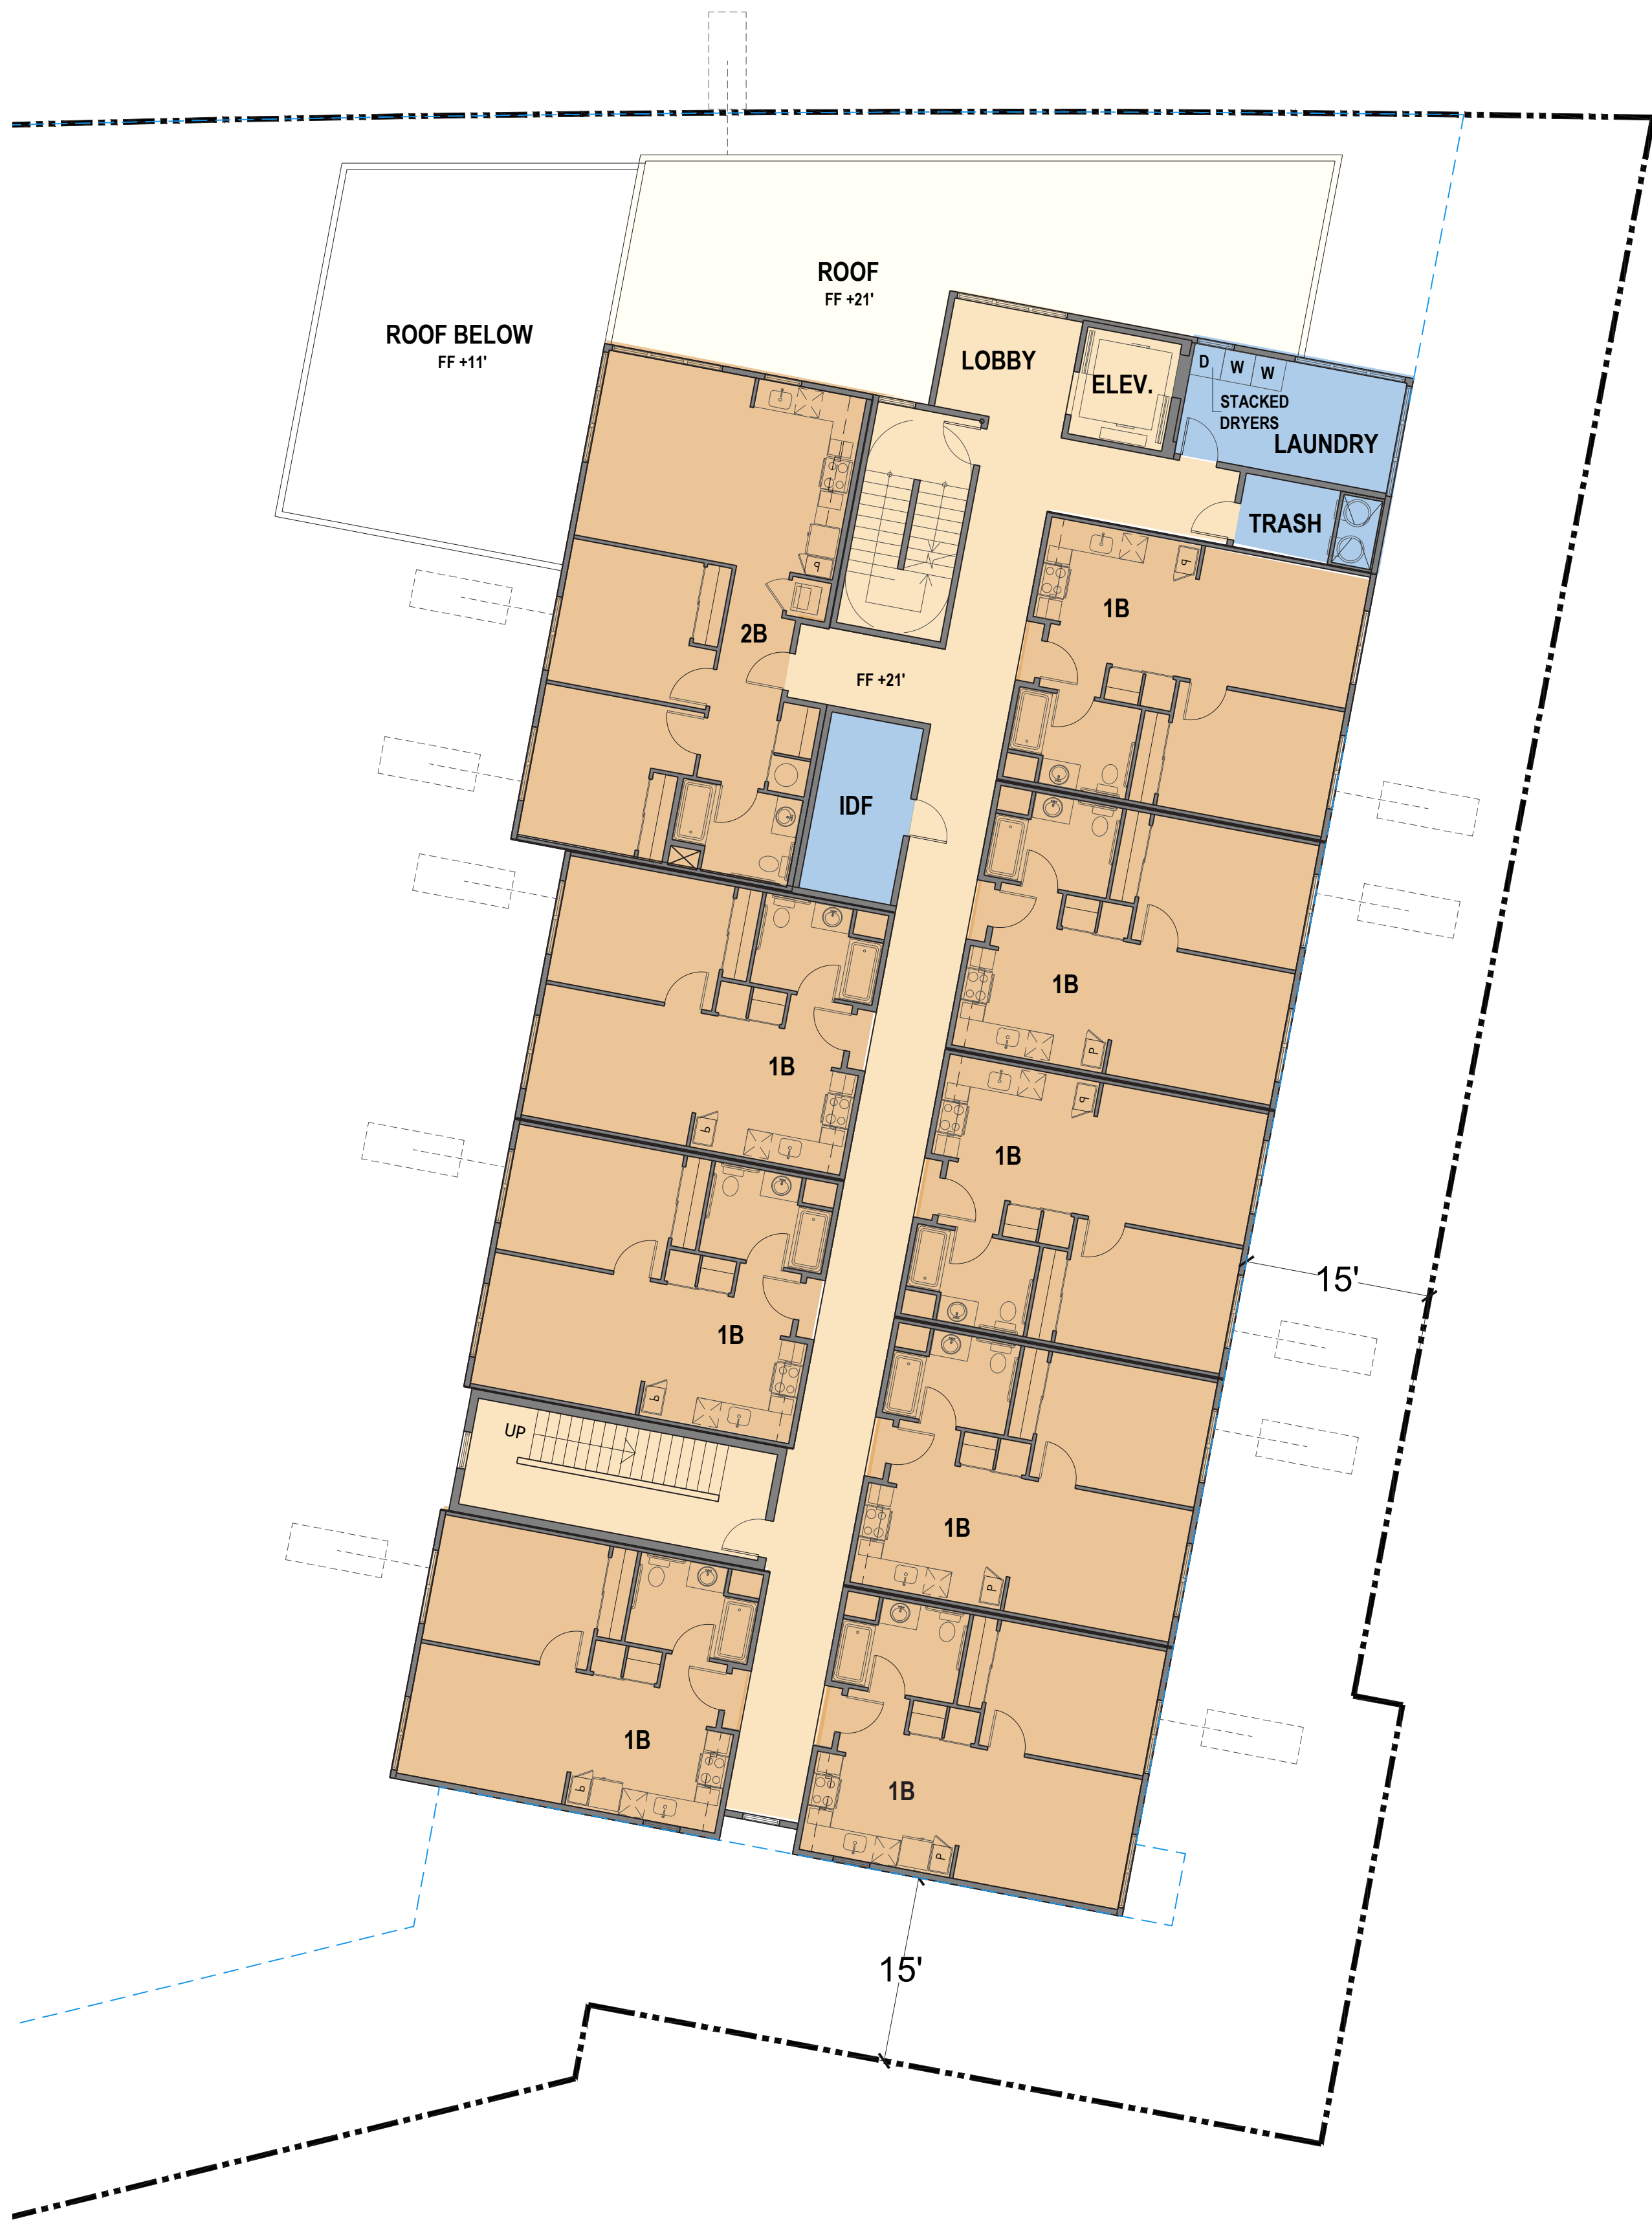 ROOF
FF +21'
ROOF BELOW
FF +11'
LOBBY
ELEV.
D
W
W
STACKED
DRYERS
LAUNDRY
TRASH
P
1B
2B
P
FF +21'
IDF
1B
P
1B
P
1B
P
15'
1B
P
UP
1B
P
1B
P
1B
P
15'